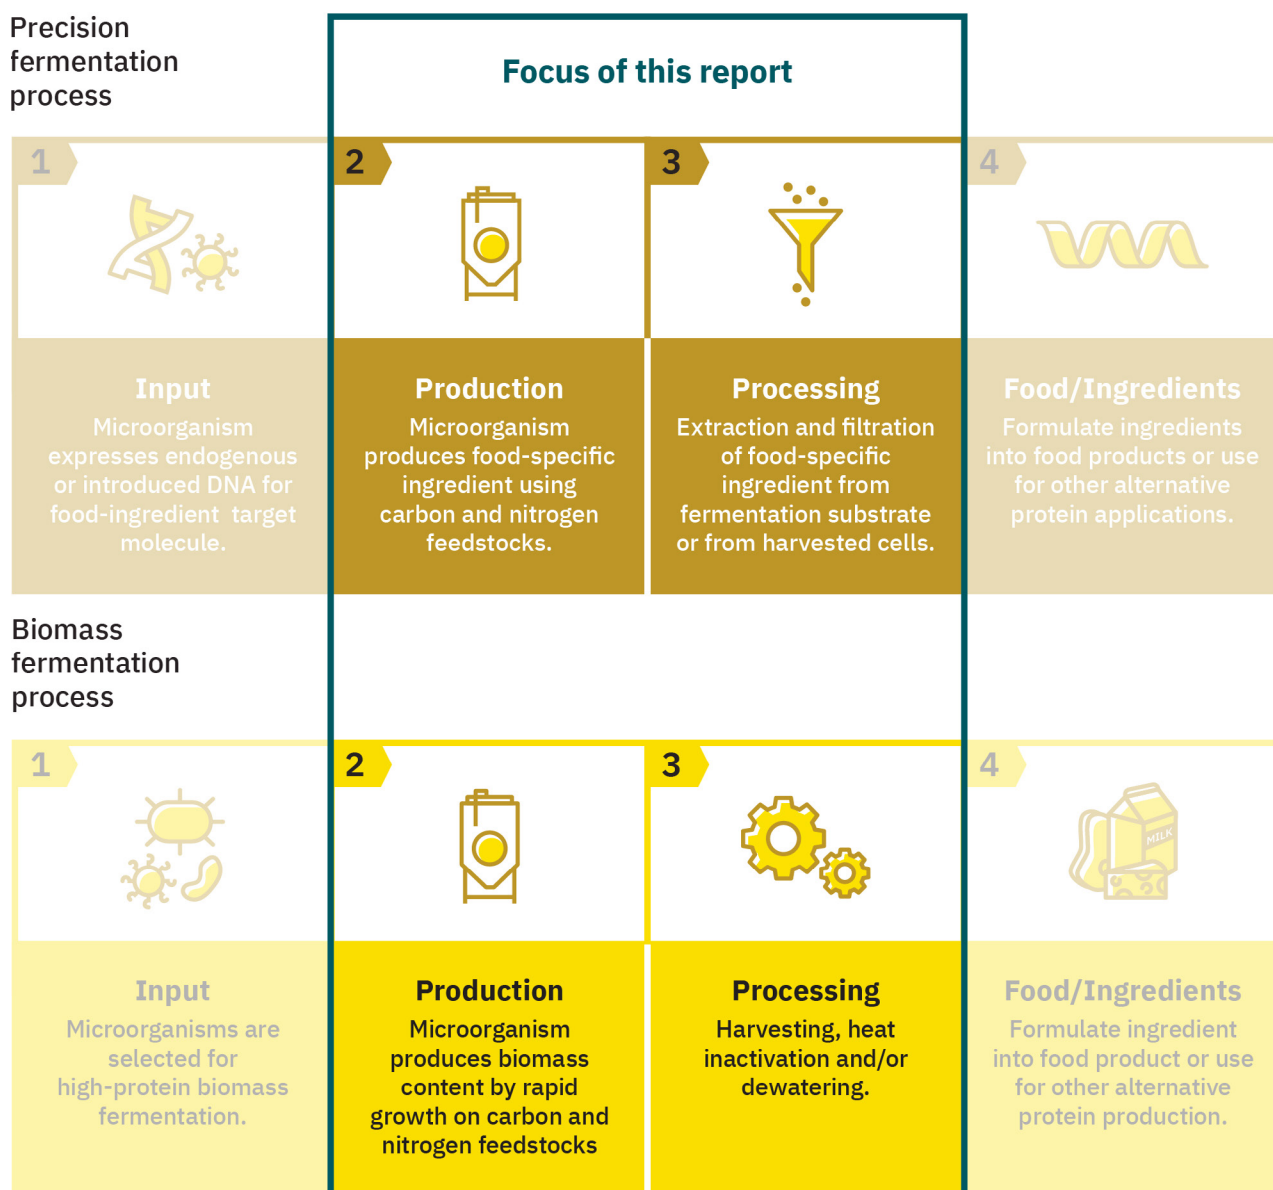 Precision
fermentation
process
Focus of this report
1
2
3
4
Input
Microorganism
expresses endogenous
or introduced DNA for
food-ingredient target
molecule.
Production
Microorganism
produces food-specific
ingredient using
carbon and nitrogen
feedstocks.
Processing
Extraction and filtration
of food-specific
ingredient from
fermentation substrate
or from harvested cells.
Food/Ingredients
Formulate ingredients
into food products or use
for other alternative
protein applications.
Biomass
fermentation
process
1
2
3
4
MILK
Input
Microorganisms are
selected for
high-protein biomass
fermentation.
Production
Microorganism
produces biomass
content by rapid
growth on carbon and
nitrogen feedstocks
Processing
Harvesting, heat
inactivation and/or
dewatering.
Food/Ingredients
Formulate ingredient
into food product or use
for other alternative
protein production.